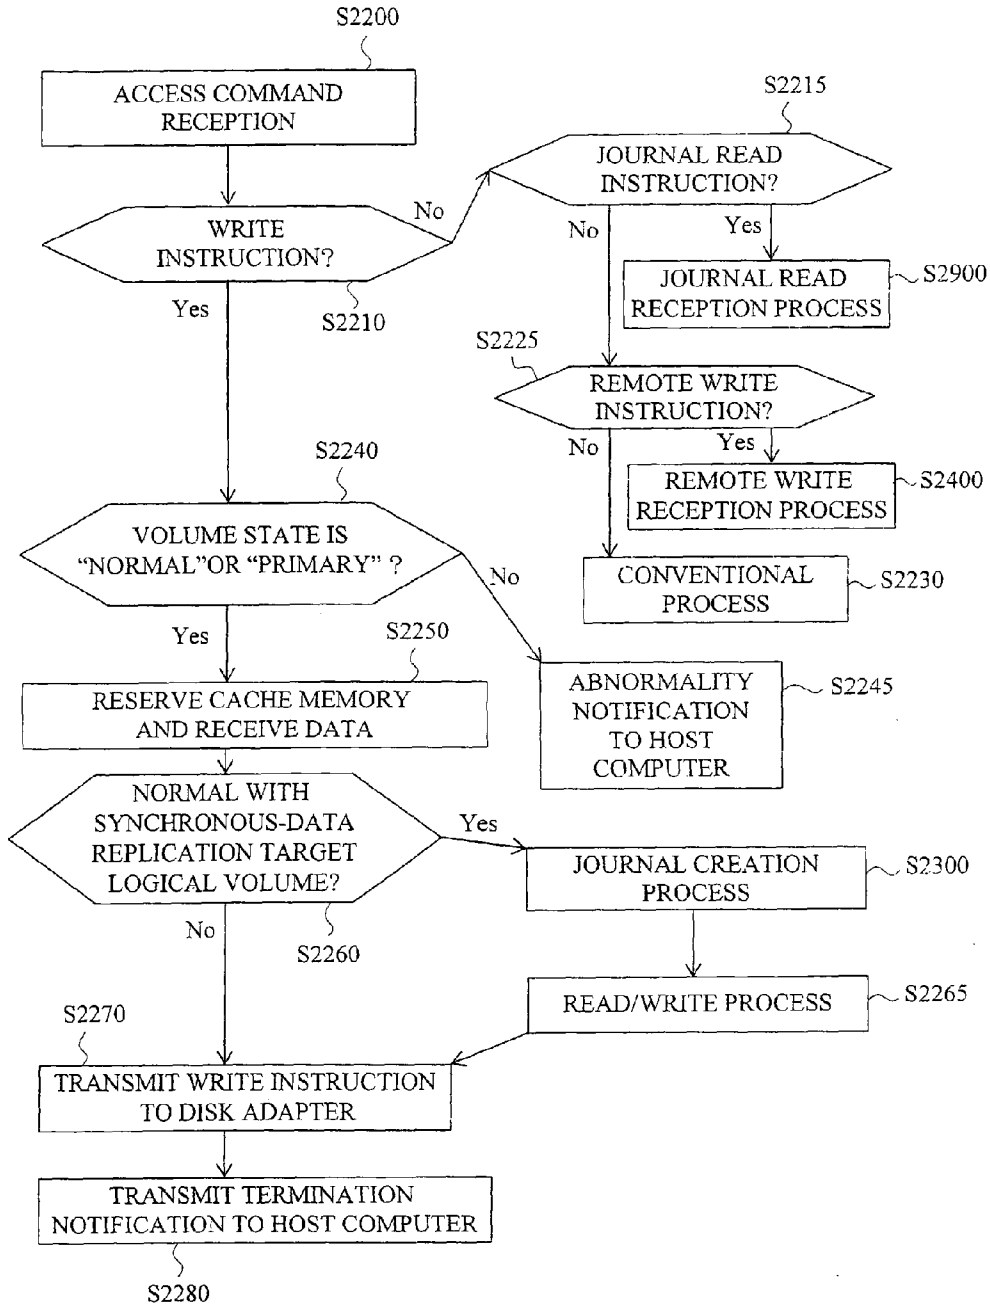 S2200
ACCESS COMMAND
RECEPTION
S2215
JOURNAL READ
INSTRUCTION?
No
WRITE
INSTRUCTION?
No
Yes
Yes
S2210
JOURNAL READ
RECEPTION PROCESS
S2900
S2225
REMOTE WRITE
INSTRUCTION?
No
Yes
S2240
REMOTE WRITE
RECEPTION PROCESS
S2400
VOLUME STATE IS
“NORMAL”OR “PRIMARY” ?
No
CONVENTIONAL
PROCESS
S2230
Yes
S2250
RESERVE CACHE MEMORY
AND RECEIVE DATA
ABNORMALITY
NOTIFICATION
TO HOST
COMPUTER
S2245
NORMAL WITH
SYNCHRONOUS-DATA
REPLICATION TARGET
LOGICAL VOLUME?
Yes
JOURNAL CREATION
PROCESS
S2300
No
S2260
READ/WRITE PROCESS
S2265
S2270
TRANSMIT WRITE INSTRUCTION
TO DISK ADAPTER
TRANSMIT TERMINATION
NOTIFICATION TO HOST COMPUTER
S2280